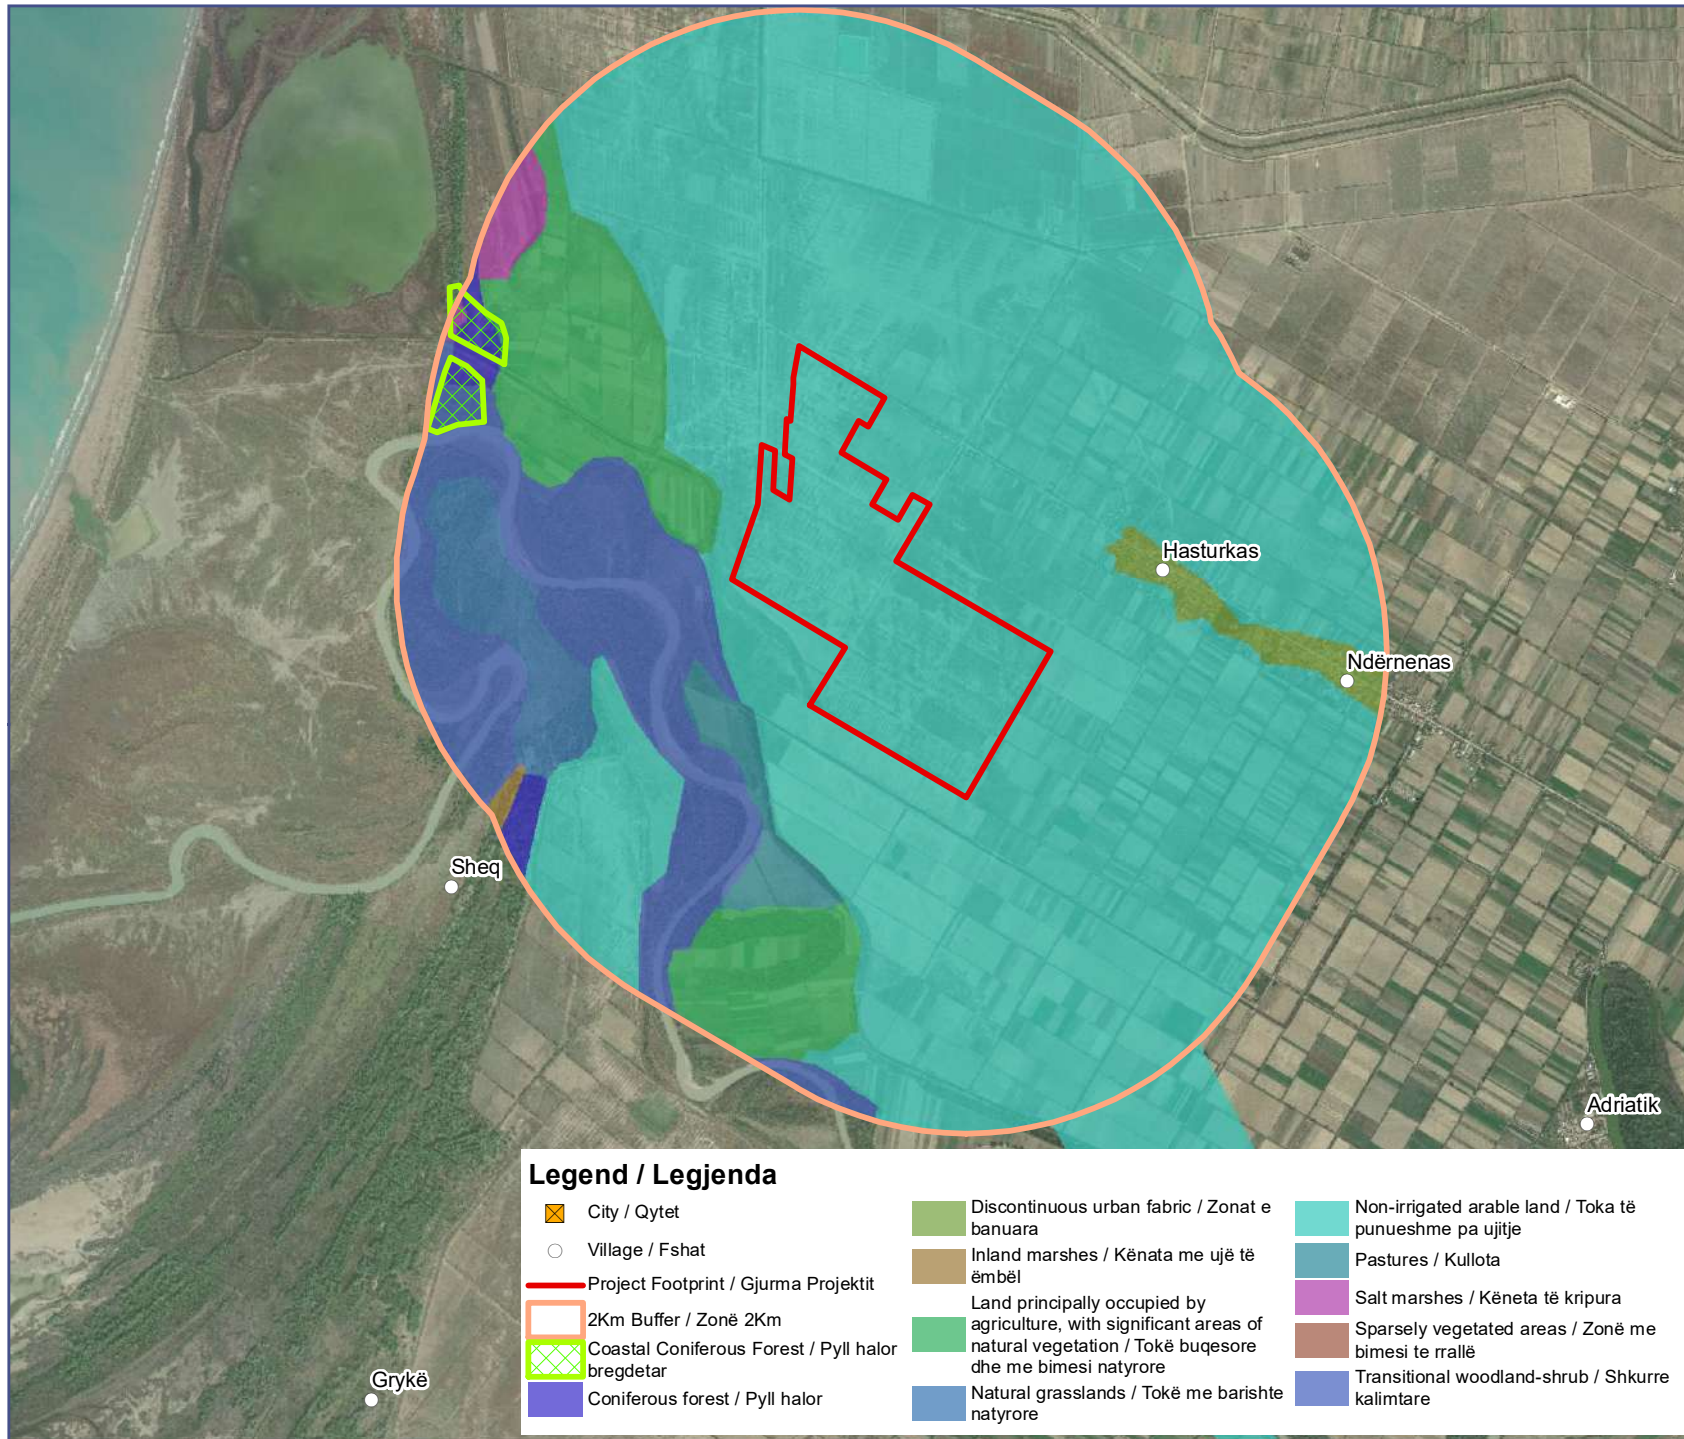 Hasturkas
Ndërnenas
Sheq
Adriatik
Grykë
Legend / Legjenda
City / Qytet
Village / Fshat
Project Footprint / Gjurma Projektit
2Km Buffer / Zonë 2Km
Coastal Coniferous Forest / Pyll halor
bregdetar
Coniferous forest / Pyll halor
Discontinuous urban fabric / Zonat e
banuara
Inland marshes / Kënata me ujë të
ëmbël
Land principally occupied by
agriculture, with significant areas of
natural vegetation / Tokë buqesore
dhe me bimesi natyrore
Natural grasslands / Tokë me barishte
natyrore
Non-irrigated arable land / Toka të
punueshme pa ujitje
Pastures / Kullota
Salt marshes / Këneta të kripura
Sparsely vegetated areas / Zonë me
bimesi te rrallë
Transitional woodland-shrub / Shkurre
kalimtare